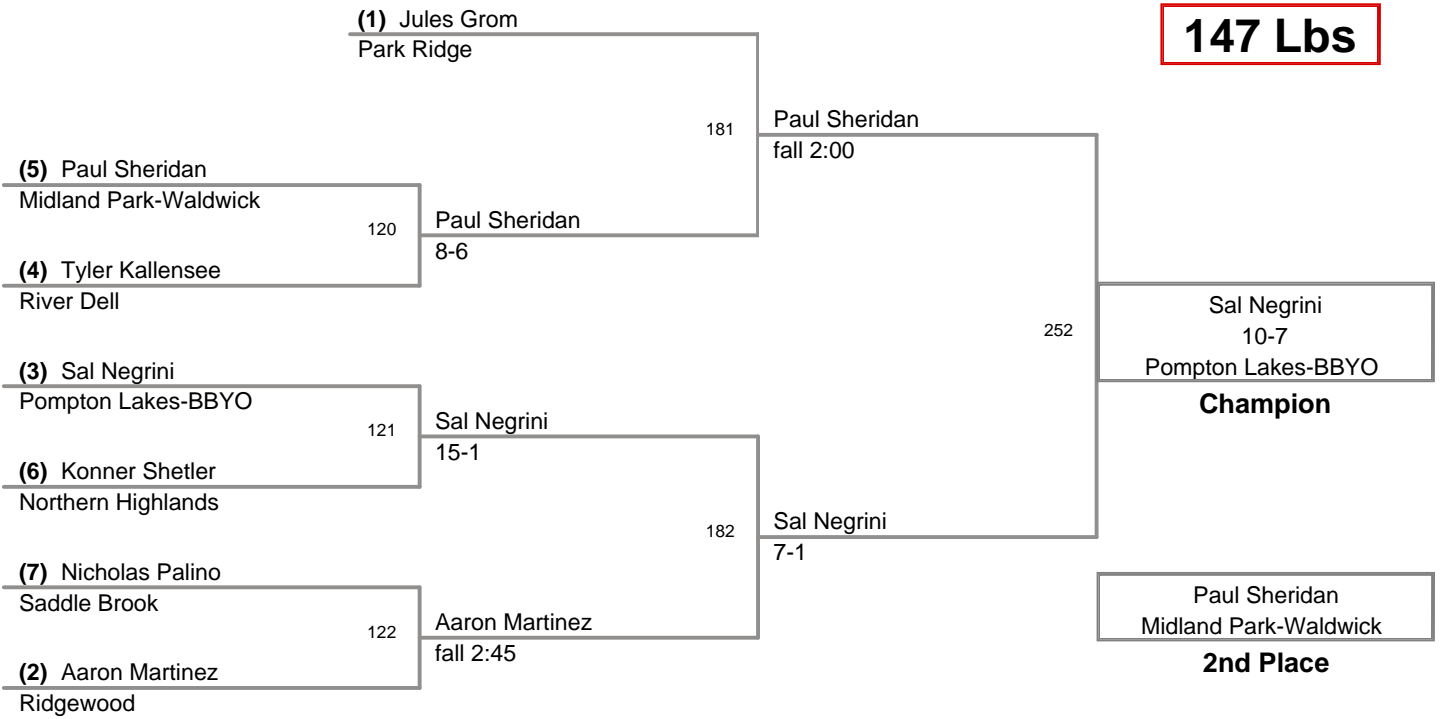 (1) Jules Grom
Park Ridge
147 Lbs
181
Paul Sheridan
fall 2:00
(5) Paul Sheridan
Midland Park-Waldwick
120
Paul Sheridan
8-6
(4) Tyler Kallensee
River Dell
252
Sal Negrini
10-7
Pompton Lakes-BBYO
Champion
(3) Sal Negrini
Pompton Lakes-BBYO
121
Sal Negrini
15-1
(6) Konner Shetler
Northern Highlands
182
Sal Negrini
7-1
(7) Nicholas Palino
Saddle Brook
122
Aaron Martinez
fall 2:45
(2) Aaron Martinez
Ridgewood
Paul Sheridan
Midland Park-Waldwick
2nd Place